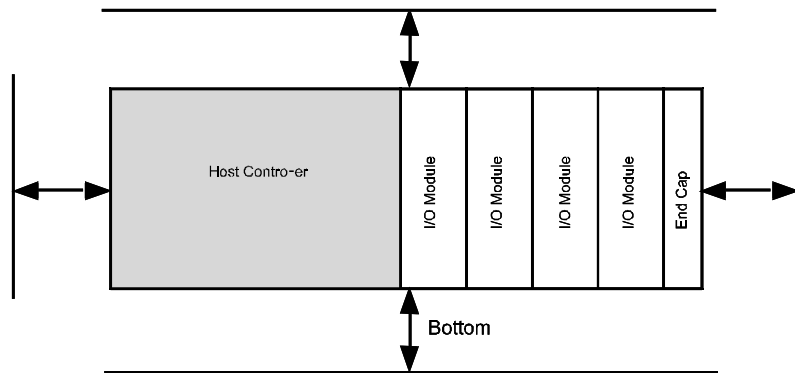 Host Contro-er
I/O Module
I/O Module
I/O Module
I/O Module
End Cap
Bottom